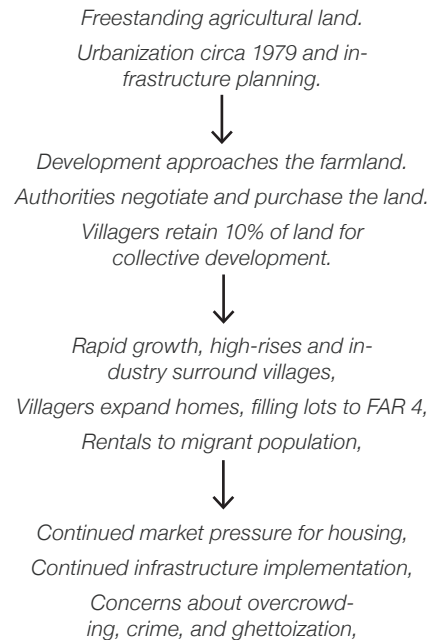 Freestanding agricultural land.
Urbanization circa 1979 and in-
frastructure planning.
Development approaches the farmland.
Authorities negotiate and purchase the land.
Villagers retain 10% of land for
collective development.
Rapid growth, high-rises and in-
dustry surround villages,
Villagers expand homes, filling lots to FAR 4,
Rentals to migrant population,
Continued market pressure for housing,
Continued infrastructure implementation,
Concerns about overcrowd-
ing, crime, and ghettoization,